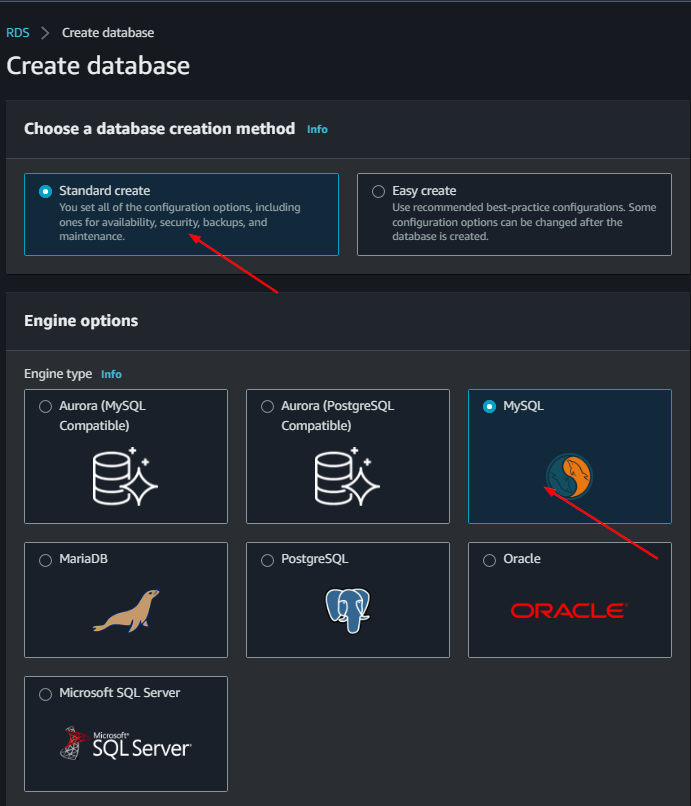 RDS > Create database
Create database
Choose a database creation method Info
Standard create
You set all of the configuration options, including
ones for availability, security, backups, and
maintenance.
Easy create
Use recommended best-practice configurations. Some
configuration options can be changed after the
database is created.
Engine options
Engine type Info
Aurora (MySQL
Compatible)
Aurora (PostgreSQL
Compatible)
MySQL
MariaDB
PostgreSQL
Oracle
ORACLE
Microsoft SQL Server
Microsoft
SQL Server